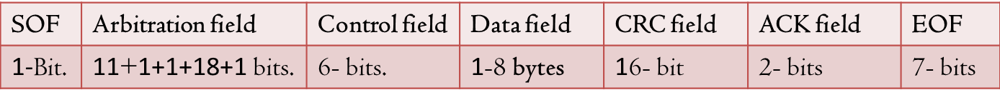 SOF Arbitration field Control field Data field CRC field ACK field EOF
1-Bit. 11+1+1+18+1 bits. 6- bits. 1-8 bytes 16- bit 2- bits 7- bits